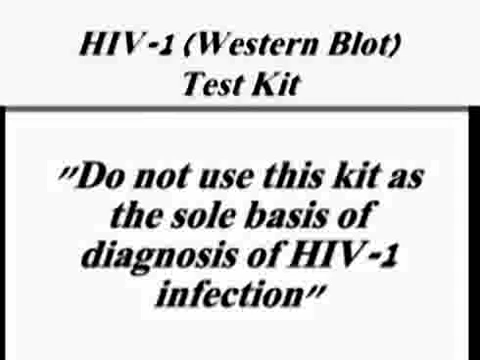 HIV-1 (Western Blot)
Test Kit
"Do not use this kit as
the sole basis of
diagnosis of HIV-1
infection"